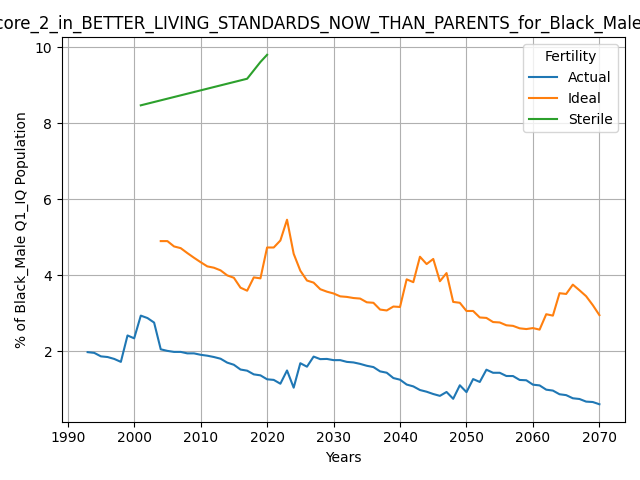 core_2_in_BETTER_LIVING_STANDARDS_NOW_THAN_PARENTS_for_Black_Male
% of Black_Male Q1_IQ Population
10
8
6
4
2
Fertility
Actual
Ideal
Sterile
1990 2000 2010 2020 2030 2040 2050 2060 2070
Years